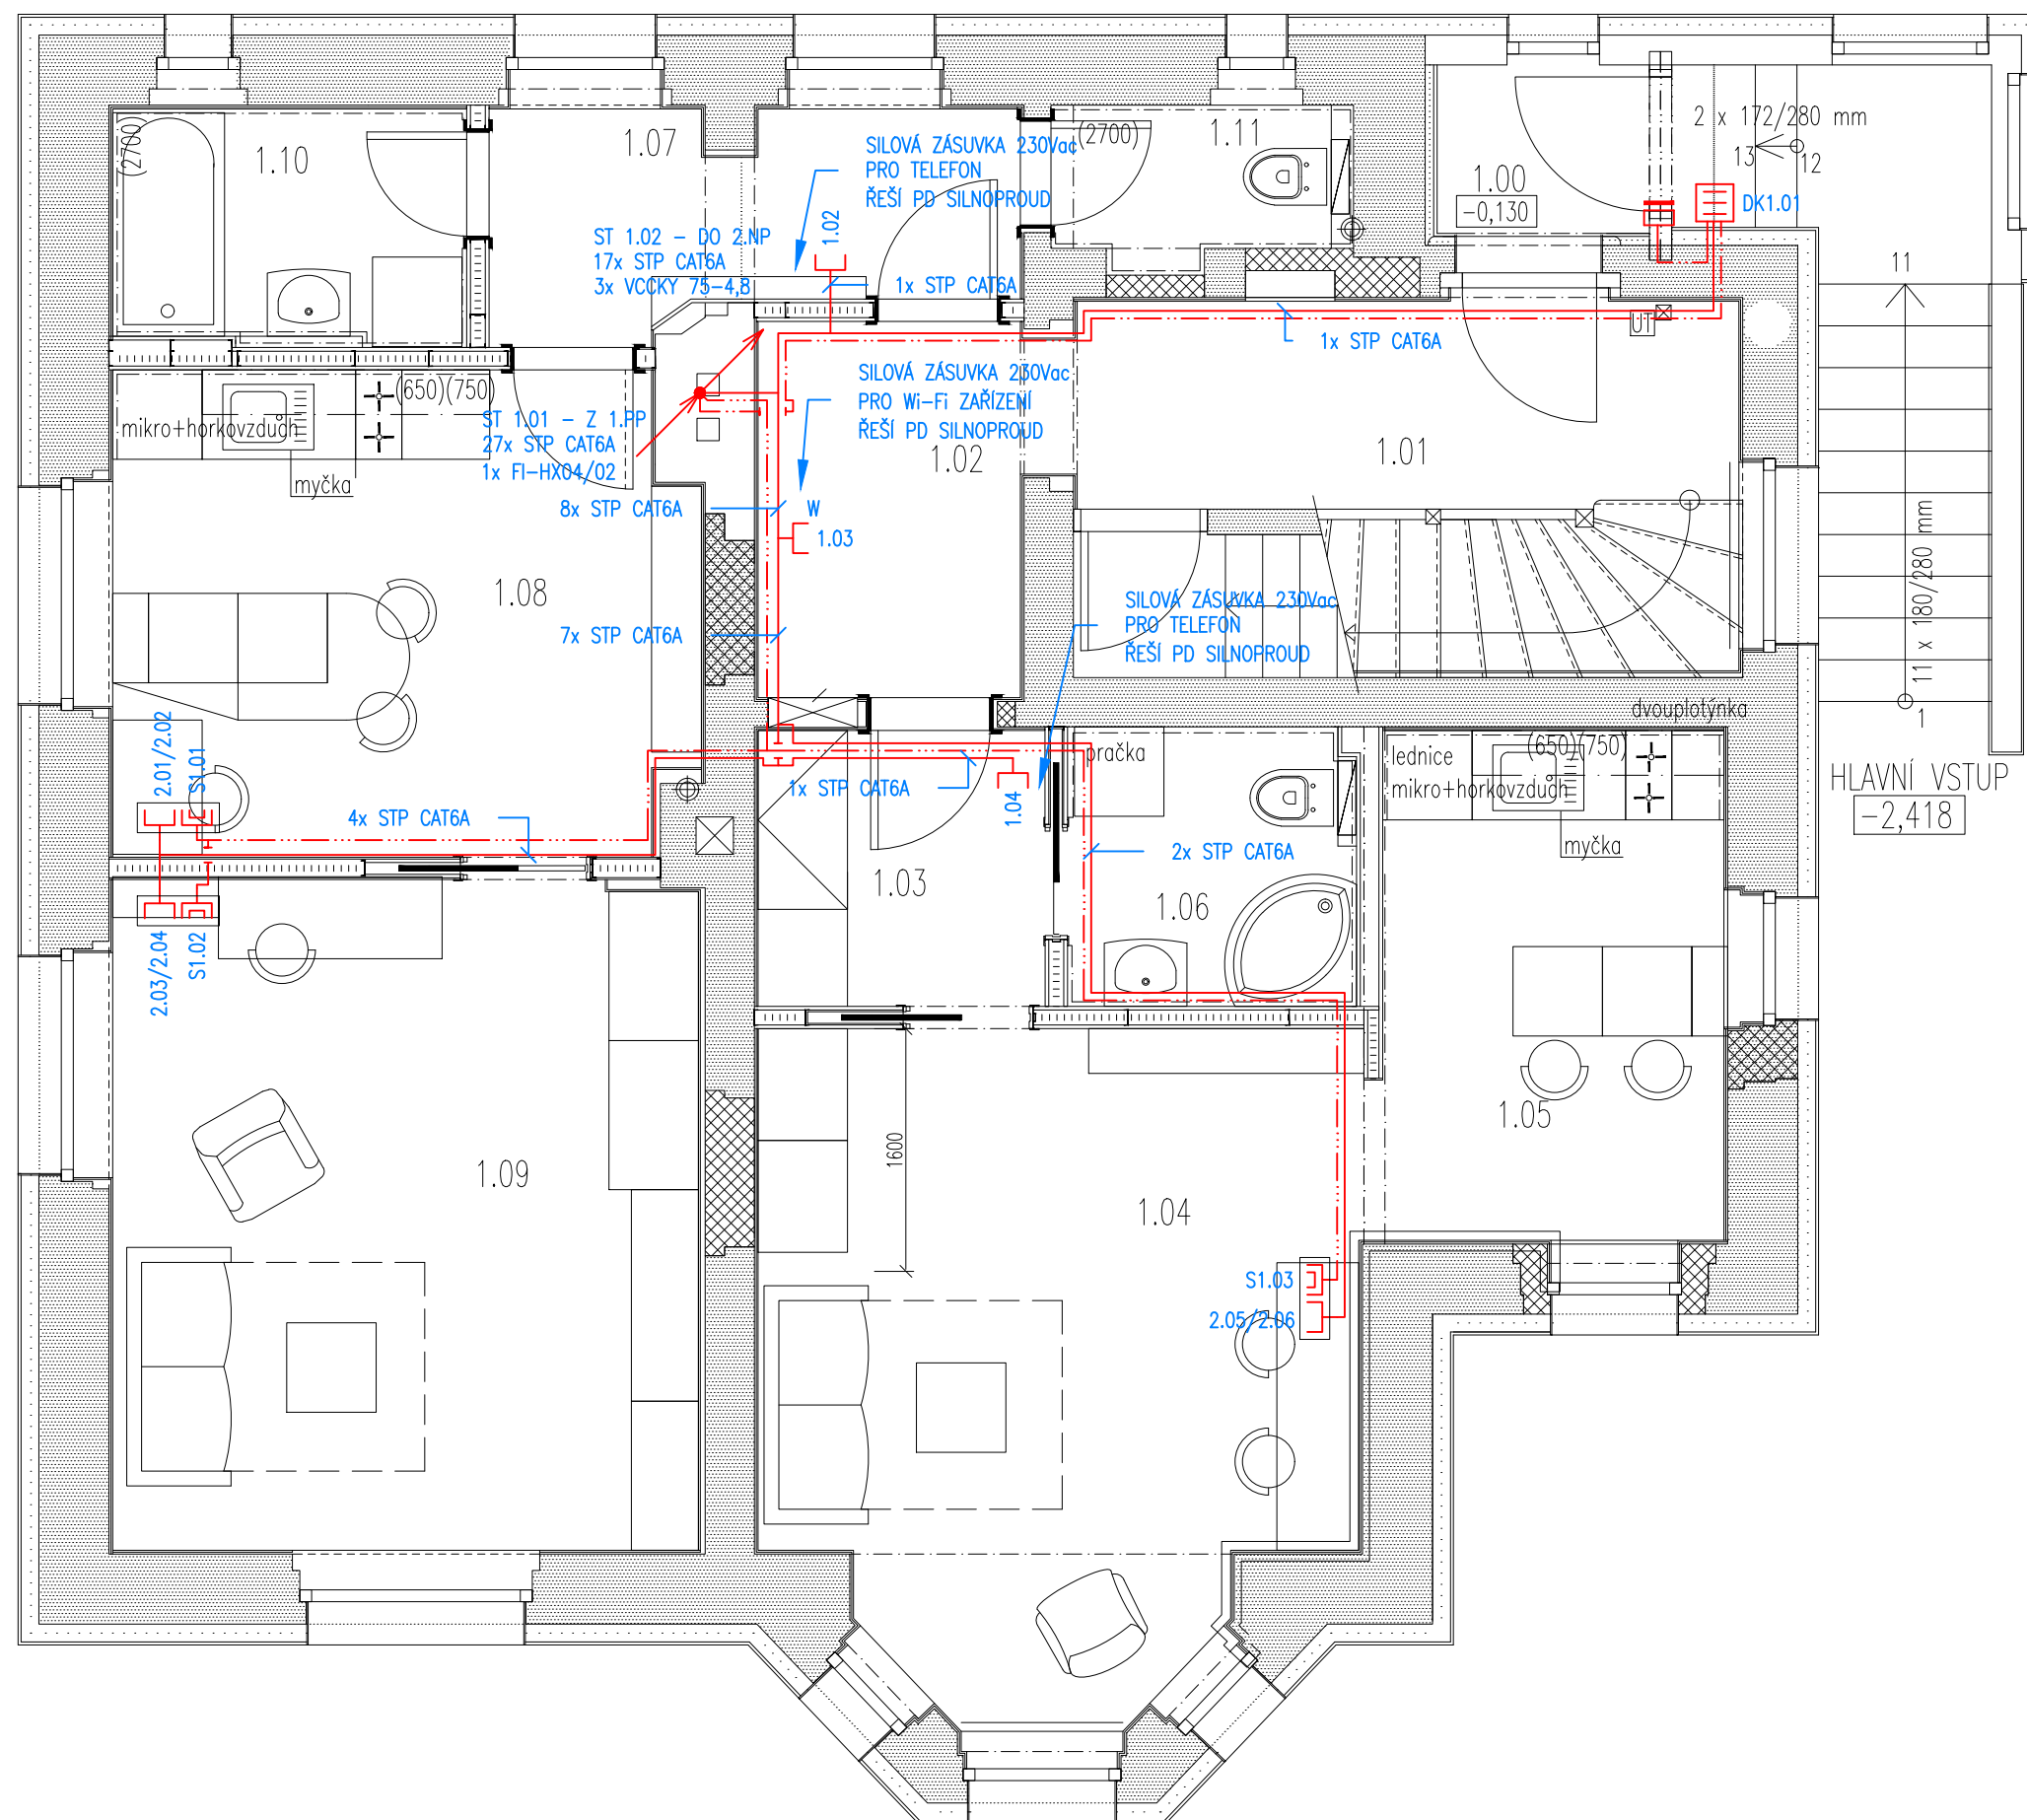 (2700)
1.10
1.07
SILOVÁ ZÁSUVKA 230Vac
PRO TELEFON
ŘEŠÍ PD SILNOPROUD
(2700)
1.11
1.00
-0,130
2 x 172/280 mm
13
12
DK1.01
1.02
ST 1.02 - DO 2.NP
17x STP CAT6A
3x VCCKY 75-4,8
1x STP CAT6A
11
UT
1x STP CAT6A
mikro+horkovzduch
(650)(750)
myčka
ST 1.01 - Z 1.PP
27x STP CAT6A
1x FI-HX04/02
SILOVÁ ZÁSUVKA 230Vac
PRO Wi-Fi ZAŘÍZENÍ
ŘEŠÍ PD SILNOPROUD
1.02
1.01
8x STP CAT6A
W
1.03
1.08
7x STP CAT6A
SILOVÁ ZÁSUVKA 230Vac
PRO TELEFON
ŘEŠÍ PD SILNOPROUD
11 x 180/280 mm
1
dvouplotýnka
2.01/2.02
S1.01
4x STP CAT6A
1x STP CAT6A
1.04
pračka
2x STP CAT6A
lednice
(650)(750)
mikro+horkovzduch
myčka
HLAVNÍ VSTUP
-2,418
1.03
1.06
2.03/2.04
S1.02
1.09
1600
1.04
1.05
S1.03
2.05/2.06